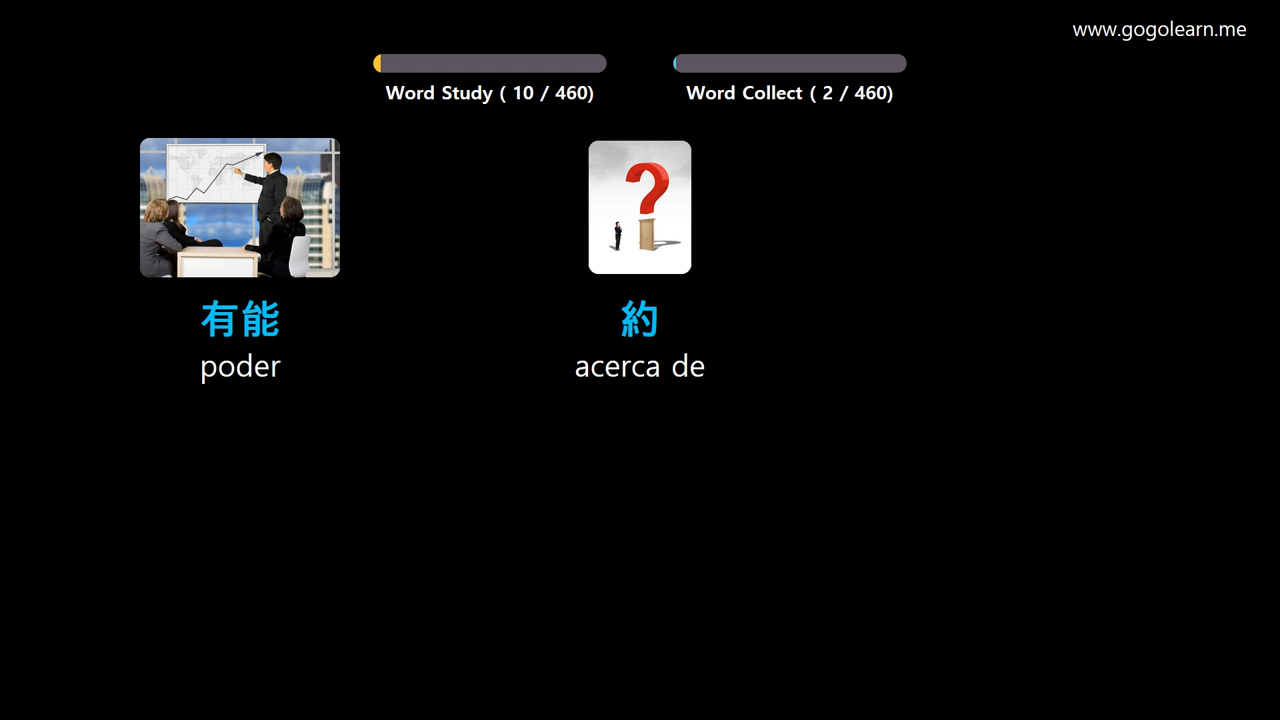 www.gogolearn.me
Word Study ( 10 / 460)
Word Collect ( 2 / 460)
有能
poder
約
acerca de